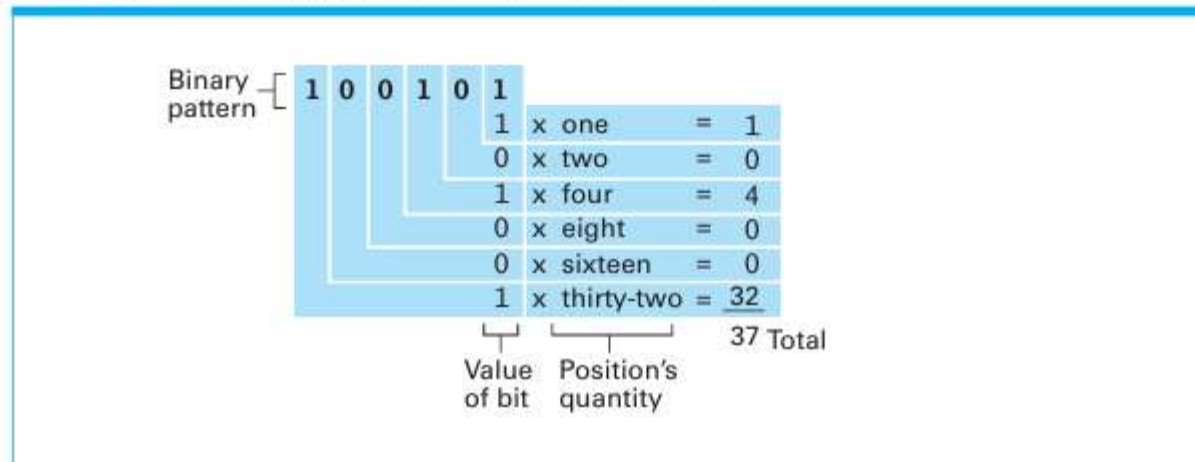 Binary
pattern
1 0 0 1 0 1
1 x one = 1
0 x two = 0
1 x four = 4
0 x eight = 0
0 x sixteen = 0
1 x thirty-two = 32
37 Total
Value
of bit
Position's
quantity